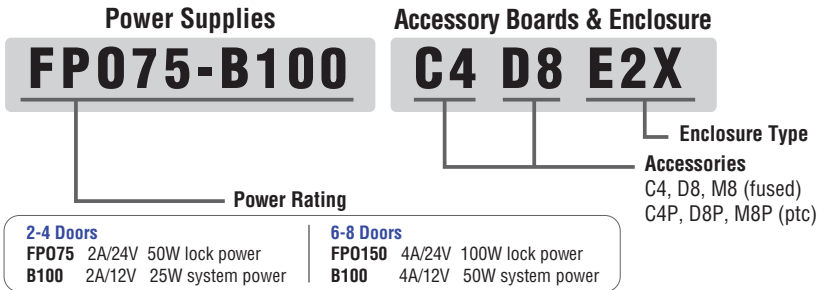 Power Supplies
Accessory Boards & Enclosure
FPO75-B100
C4 D8 E2X
Enclosure Type
Accessories
C4, D8, M8 (fused)
C4P, D8P, M8P (ptc)
Power Rating
2-4 Doors
FPO75 2A/24V 50W lock power
B100 2A/12V 25W system power
6-8 Doors
FPO150 4A/24V 100W lock power
B100 4A/12V 50W system power